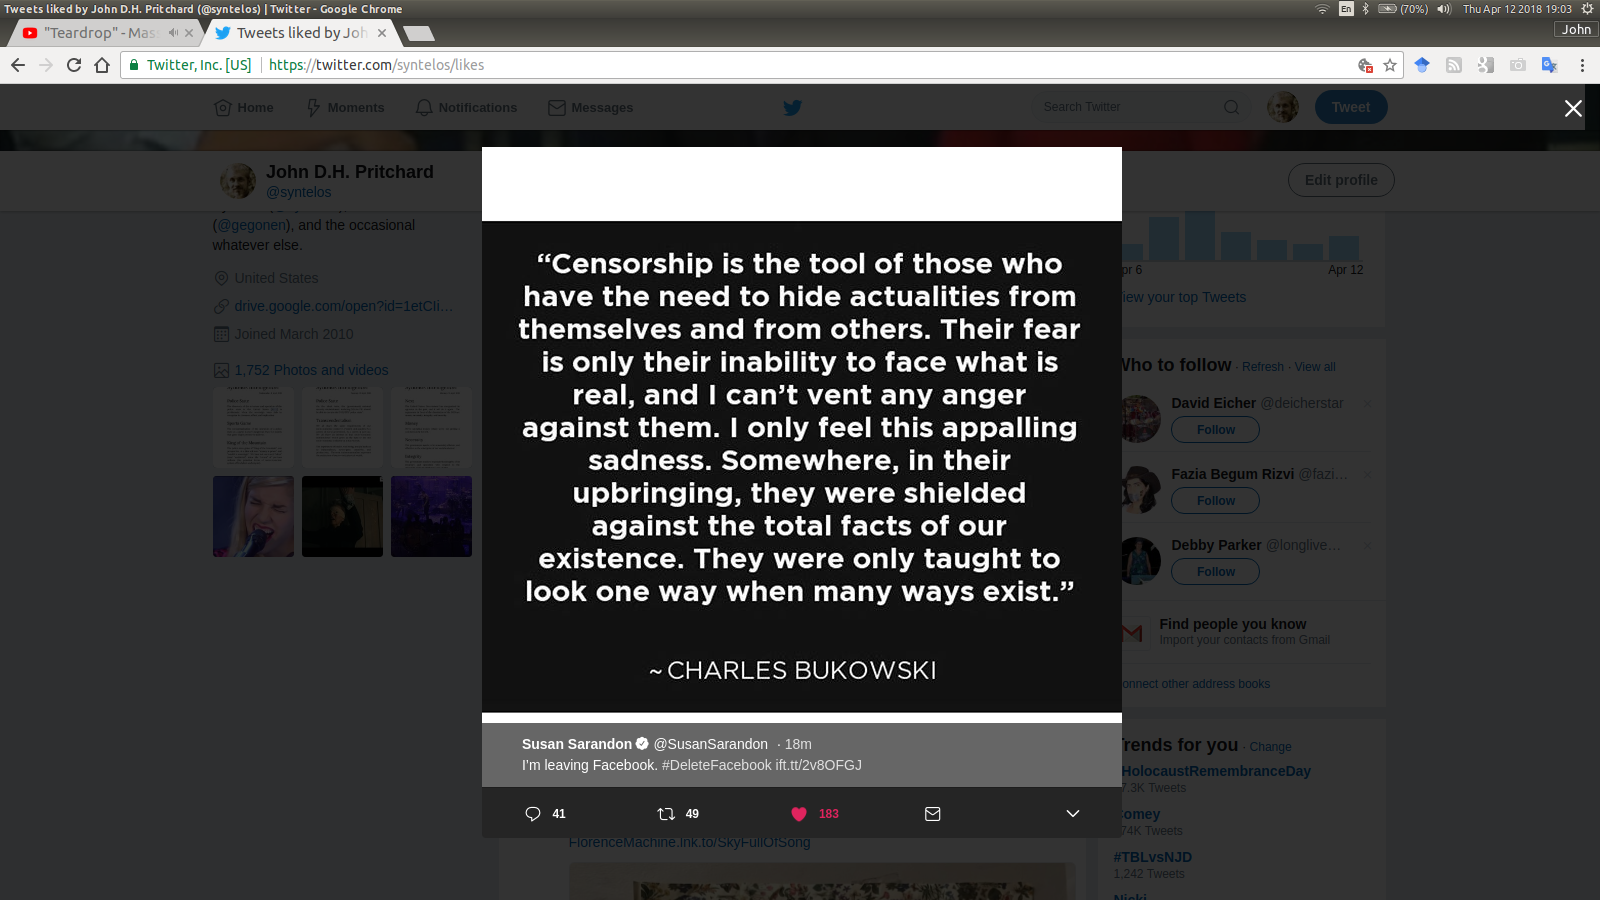 Tweets liked by John D.H. Pritchard (@syntelos) | Twitter - Google Chrome
En
(70%)
Thu Apr 12 2018 19:03
"Teardrop" - Mas
Tweets liked by Joh
John
Twitter, Inc. [US]
https://twitter.com/syntelos/likes
Home
Moments
Notifications
Messages
Search Twitter
Tweet
John D.H. Pritchard
@syntelos
Edit profile
(@gegonen), and the occasional
whatever else.
United States
drive.google.com/open?id=1etCIi…
Joined March 2010
1,752 Photos and videos
“Censorship is the tool of those who
have the need to hide actualities from
themselves and from others. Their fear
is only their inability to face what is
real, and I can’t vent any anger
against them. I only feel this appalling
sadness. Somewhere, in their
upbringing, they were shielded
against the total facts of our
existence. They were only taught to
look one way when many ways exist.”
~ CHARLES BUKOWSKI
Susan Sarandon @SusanSarandon · 18m
I’m leaving Facebook. #DeleteFacebook ift.tt/2v8OFGJ
41
49
183
FlorenceMachine.lnk.to/SkyFullOfSong
pr 6
Apr 12
iew your top Tweets
Who to follow · Refresh · View all
David Eicher @deicherstar
Follow
Fazia Begum Rizvi @fazi…
Follow
Debby Parker @longlive…
Follow
Find people you know
Import your contacts from Gmail
onnect other address books
Trends for you · Change
#HolocaustRemembranceDay
7.3K Tweets
omey
74K Tweets
#TBLvsNJD
1,242 Tweets
Nicki